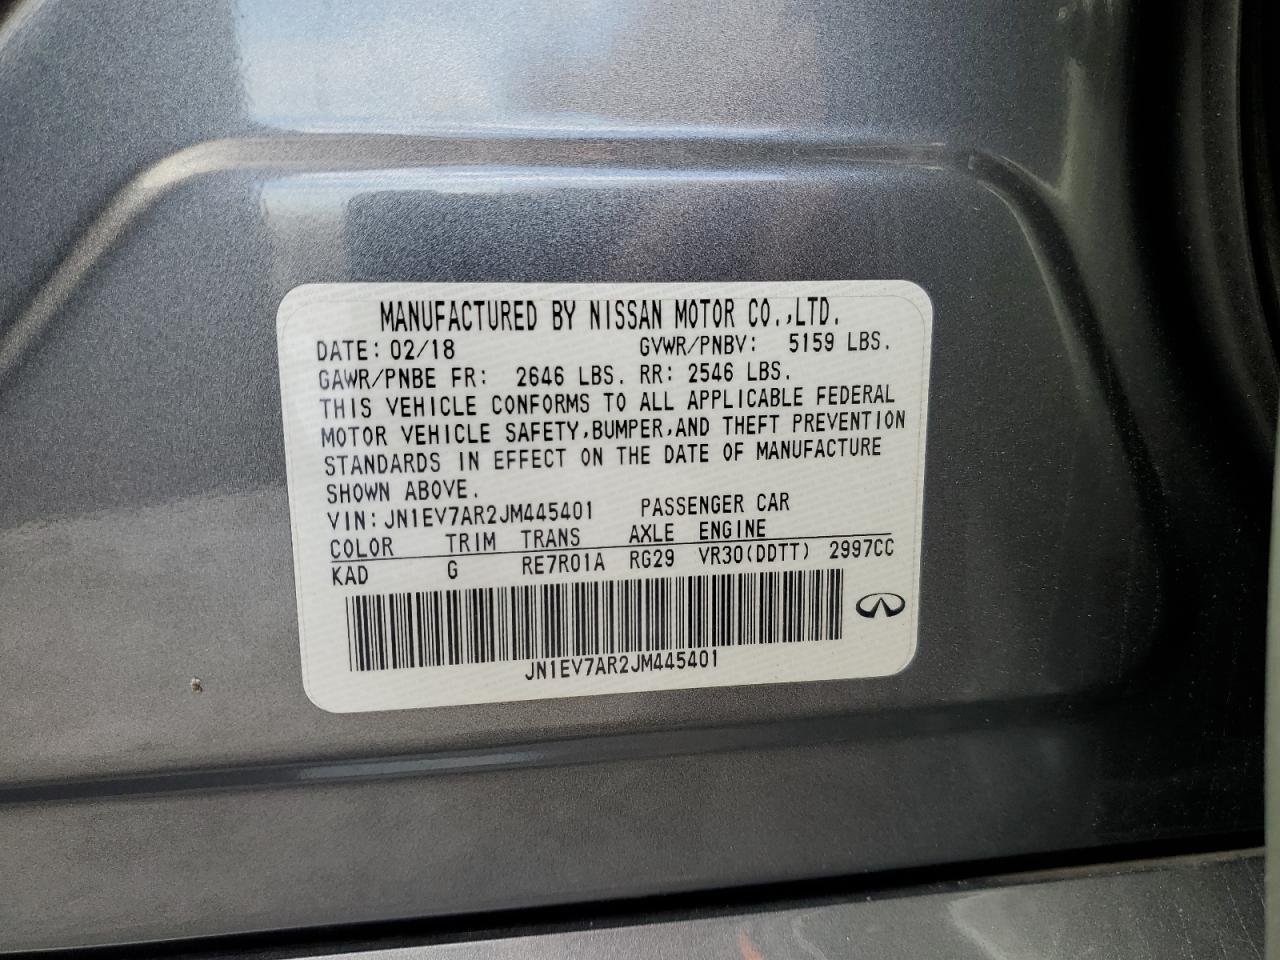 MANUFACTURED BY NISSAN MOTOR CO.,LTD.
DATE: 02/18 GVWR/PNBV: 5159 LBS.
GAWR/PNBE FR: 2646 LBS. RR: 2546 LBS.
THIS VEHICLE CONFORMS TO ALL APPLICABLE FEDERAL
MOTOR VEHICLE SAFETY,BUMPER,AND THEFT PREVENTION
STANDARDS IN EFFECT ON THE DATE OF MANUFACTURE
SHOWN ABOVE.
VIN: JN1EV7AR2JM445401 PASSENGER CAR
COLOR TRIM TRANS AXLE ENGINE
KAD G RE7R01A RG29 VR30(DDTT) 2997CC
JN1EV7AR2JM445401